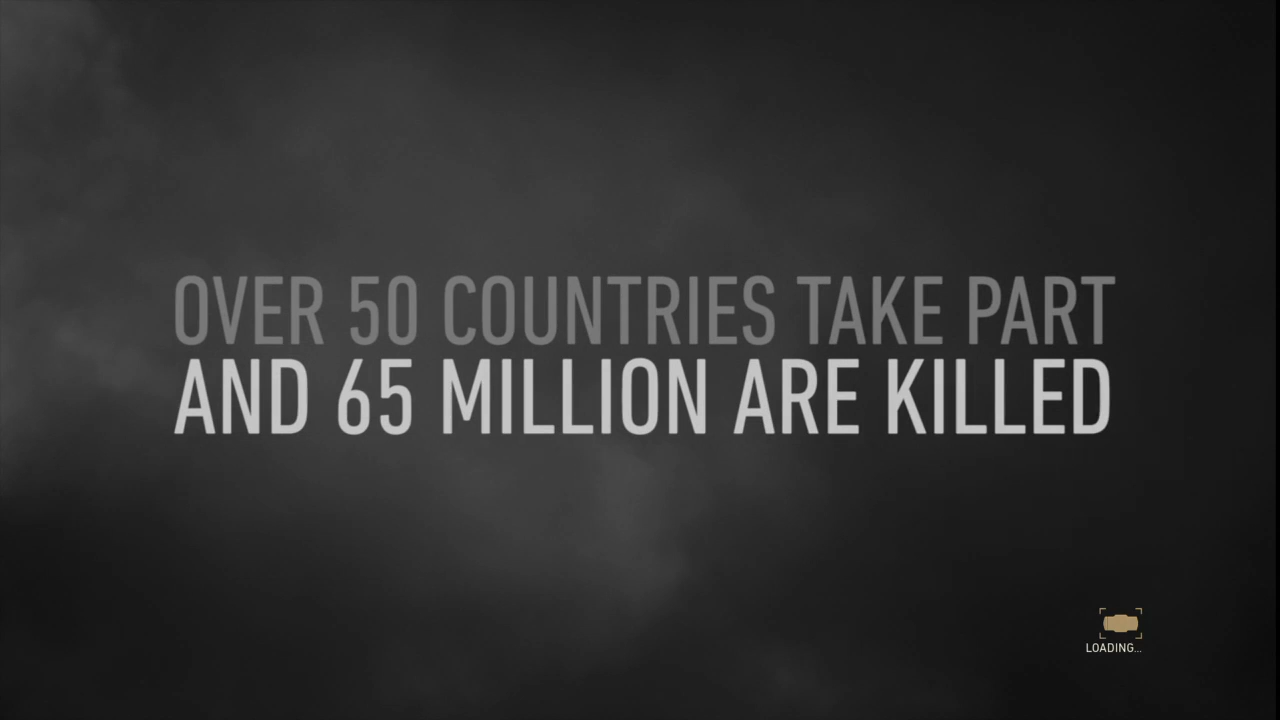 OVER 50 COUNTRIES TAKE PART
AND 65 MILLION ARE KILLED
LOADING...